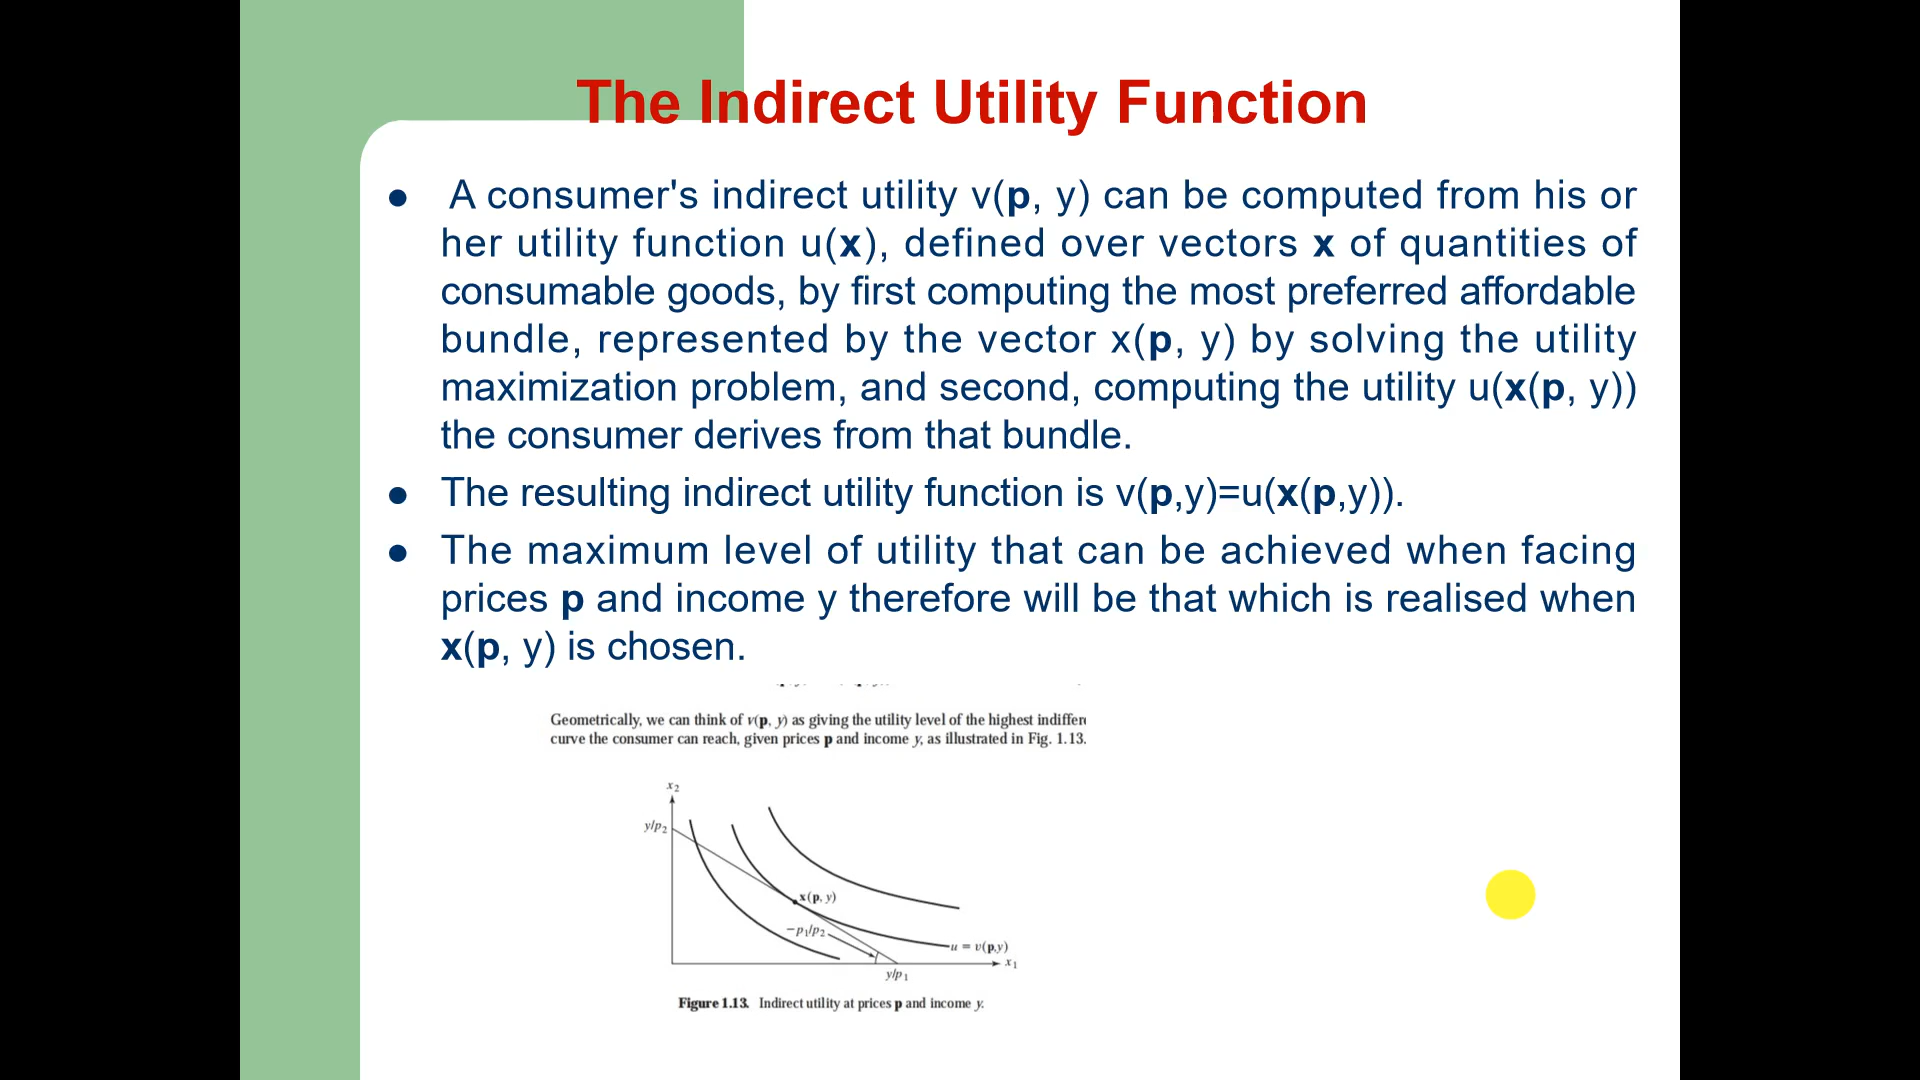 The Indirect Utility Function
● A consumer's indirect utility v(p, y) can be computed from his or
her utility function u(x), defined over vectors x of quantities of
consumable goods, by first computing the most preferred affordable
bundle, represented by the vector x(p, y) by solving the utility
maximization problem, and second, computing the utility u(x(p, y))
the consumer derives from that bundle.
● The resulting indirect utility function is v(p,y)=u(x(p,y)).
● The maximum level of utility that can be achieved when facing
prices p and income y therefore will be that which is realised when
x(p, y) is chosen.
Geometrically, we can think of v(p, y) as giving the utility level of the highest indifferen
curve the consumer can reach, given prices p and income y, as illustrated in Fig. 1.13.
x2
y/p2
x(p, y)
−p1/p2
u = v(p,y)
x1
y/p1
Figure 1.13. Indirect utility at prices p and income y.